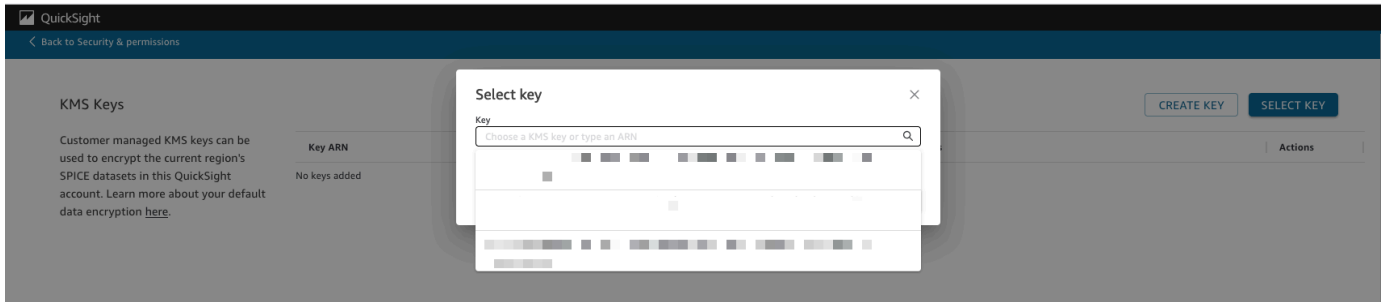 QuickSight
Back to Security & permissions
KMS Keys
CREATE KEY
SELECT KEY
Customer managed KMS keys can be
used to encrypt the current region's
SPICE datasets in this QuickSight
account. Learn more about your default
data encryption here.
Key ARN
Actions
No keys added
Select key
Key
Choose a KMS key or type an ARN